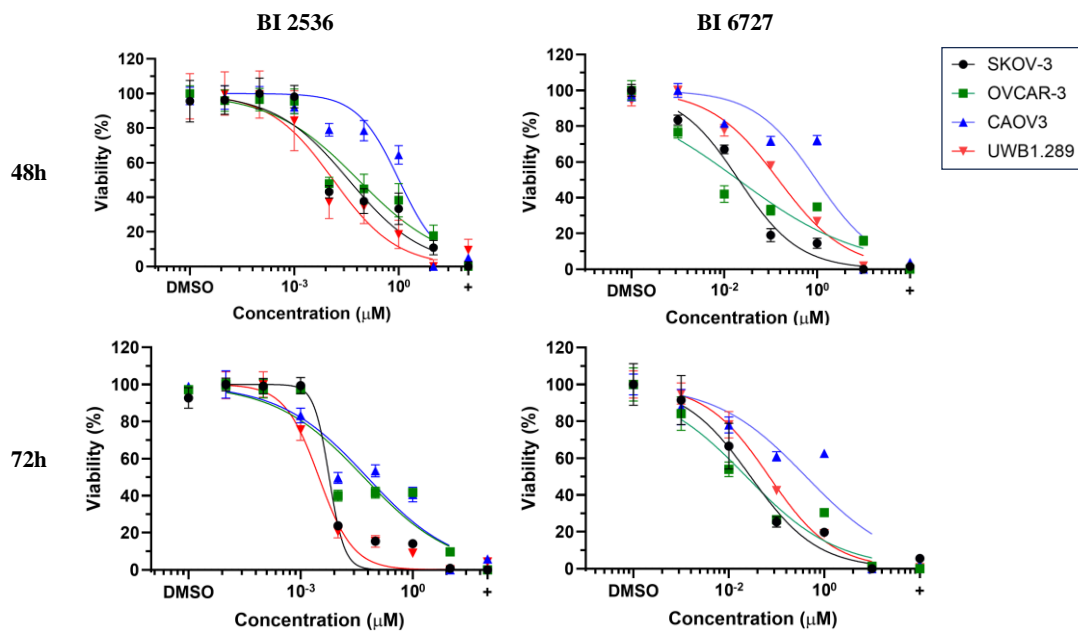 BI 2536
BI 6727
SKOV-3
OVCAR-3
CAOV3
UWB1.289
48h
Viability (%)
120
100
80
60
40
20
0
DMSO
10⁻³
10⁰
+
Concentration (μM)
Viability (%)
120
100
80
60
40
20
0
DMSO
10⁻²
10⁰
+
Concentration (μM)
72h
Viability (%)
120
100
80
60
40
20
0
DMSO
10⁻³
10⁰
+
Concentration (μM)
Viability (%)
120
100
80
60
40
20
0
DMSO
10⁻²
10⁰
+
Concentration (μM)